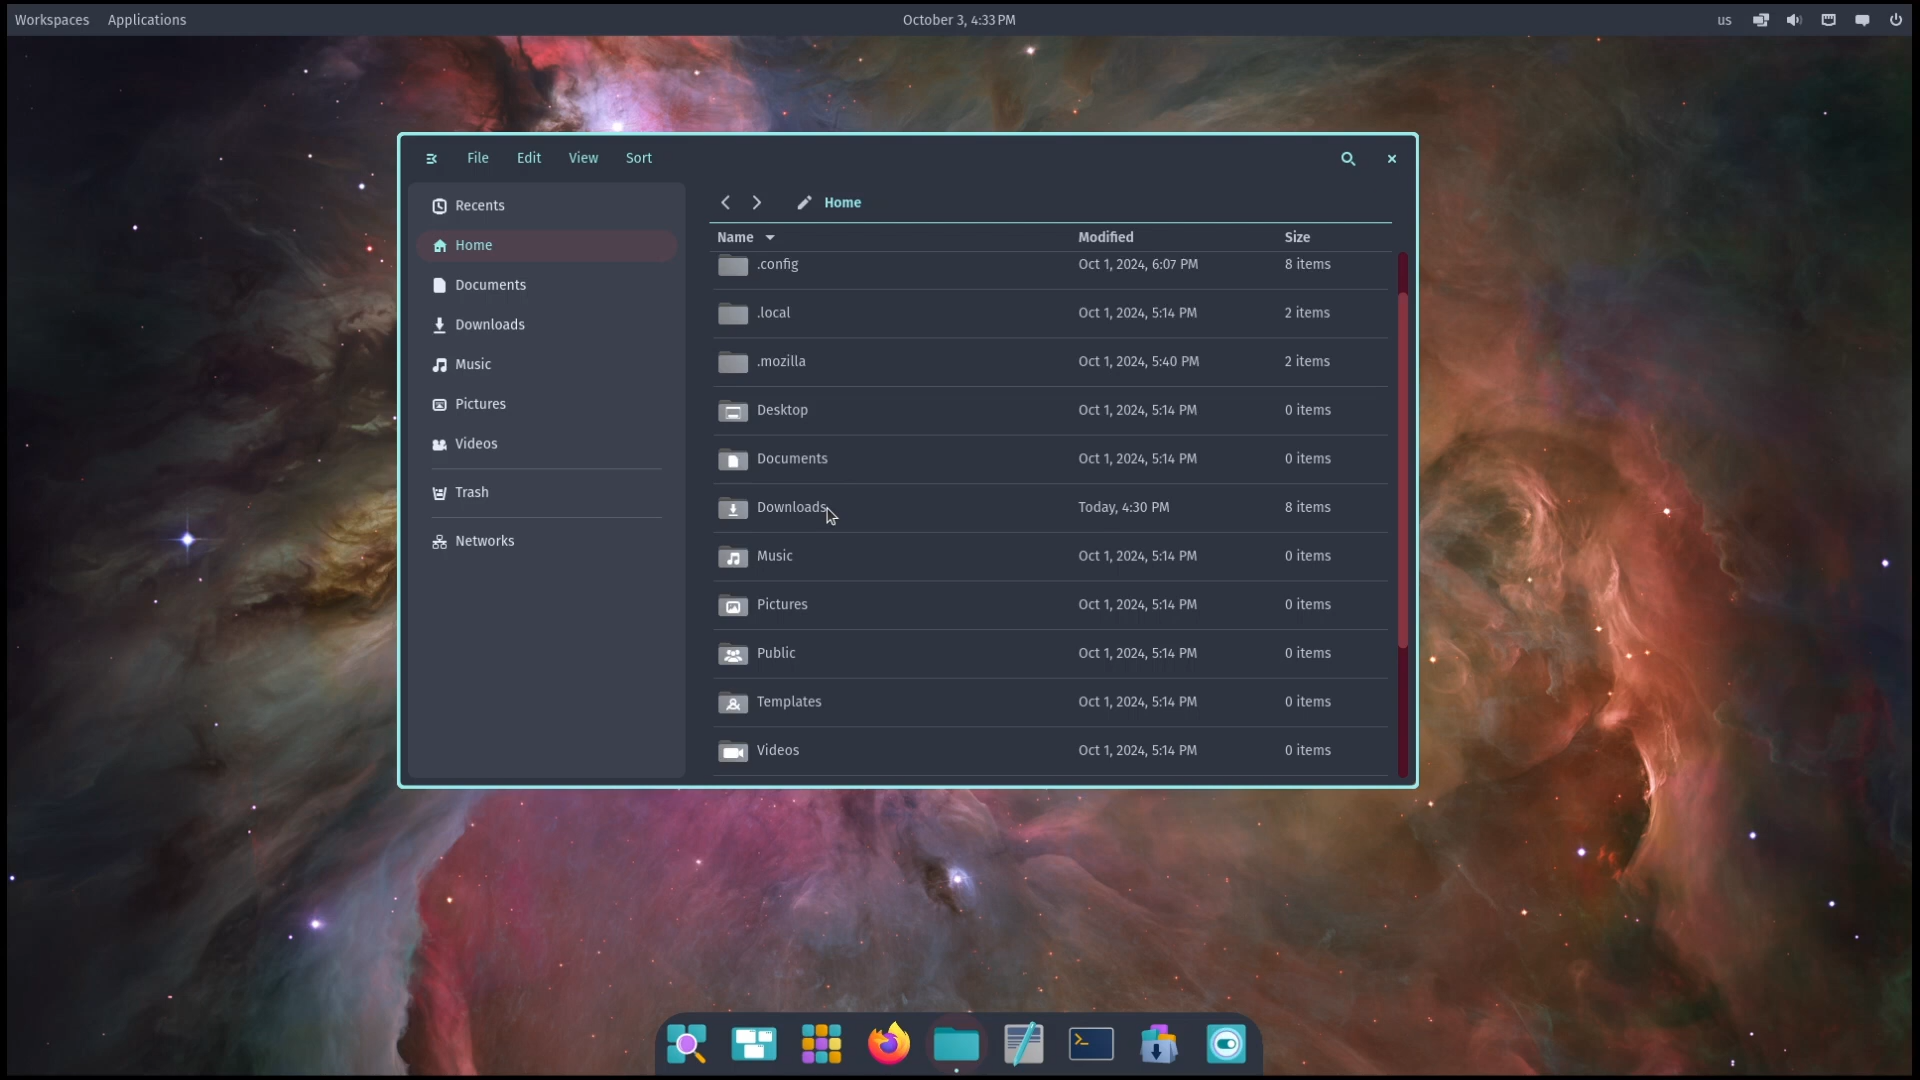 Workspaces Applications October 3, 4:33 PM us
File Edit View Sort
Recents
Home
Documents
Downloads
Music
Pictures
Videos
Trash
Networks
Home
Name Modified Size
.config Oct 1, 2024, 6:07 PM 8 items
.local Oct 1, 2024, 5:14 PM 2 items
.mozilla Oct 1, 2024, 5:40 PM 2 items
Desktop Oct 1, 2024, 5:14 PM 0 items
Documents Oct 1, 2024, 5:14 PM 0 items
Downloads Today, 4:30 PM 8 items
Music Oct 1, 2024, 5:14 PM 0 items
Pictures Oct 1, 2024, 5:14 PM 0 items
Public Oct 1, 2024, 5:14 PM 0 items
Templates Oct 1, 2024, 5:14 PM 0 items
Videos Oct 1, 2024, 5:14 PM 0 items